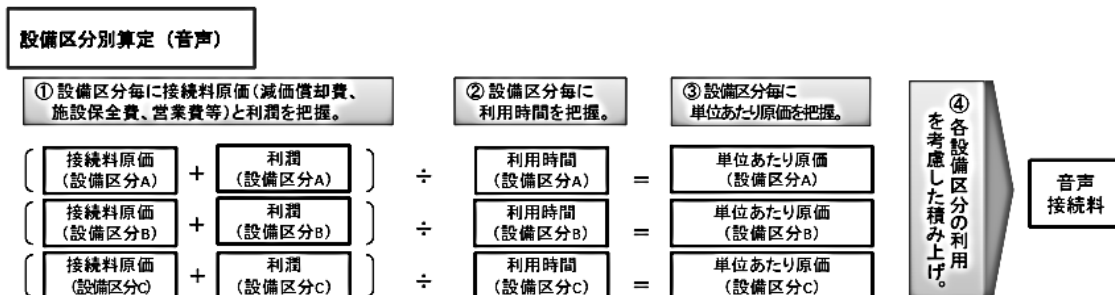 設備区分別算定（音声）
①設備区分毎に接続料原価（減価償却費、
施設保全費、営業費等）と利潤を把握。
②設備区分毎に
利用時間を把握。
③設備区分毎に
単位あたり原価を把握。
④各設備区分の利用
を考慮した積み上げ。
接続料原価
（設備区分A）
＋
利潤
（設備区分A）
÷
利用時間
（設備区分A）
＝
単位あたり原価
（設備区分A）
接続料原価
（設備区分B）
＋
利潤
（設備区分B）
÷
利用時間
（設備区分B）
＝
単位あたり原価
（設備区分B）
接続料原価
（設備区分C）
＋
利潤
（設備区分C）
÷
利用時間
（設備区分C）
＝
単位あたり原価
（設備区分C）
音声
接続料